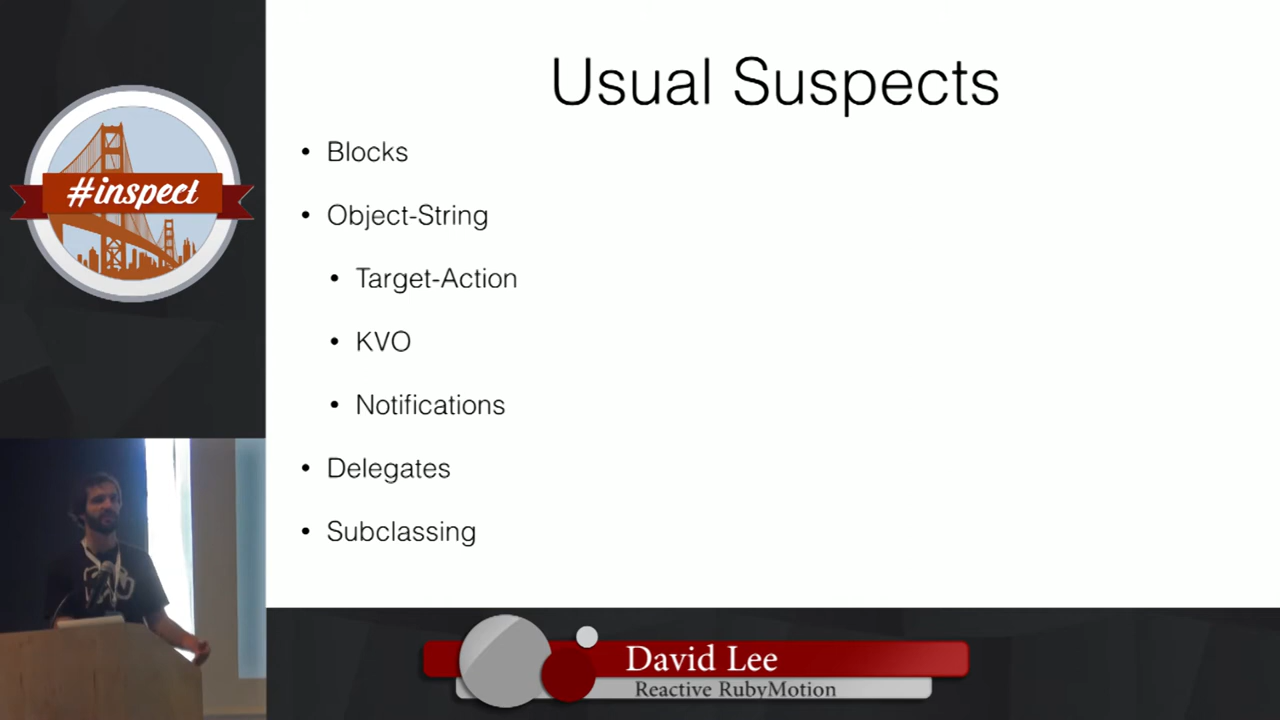 Usual Suspects
#inspect
• Blocks
• Object-String
• Target-Action
• KVO
• Notifications
• Delegates
• Subclassing
David Lee
Reactive RubyMotion